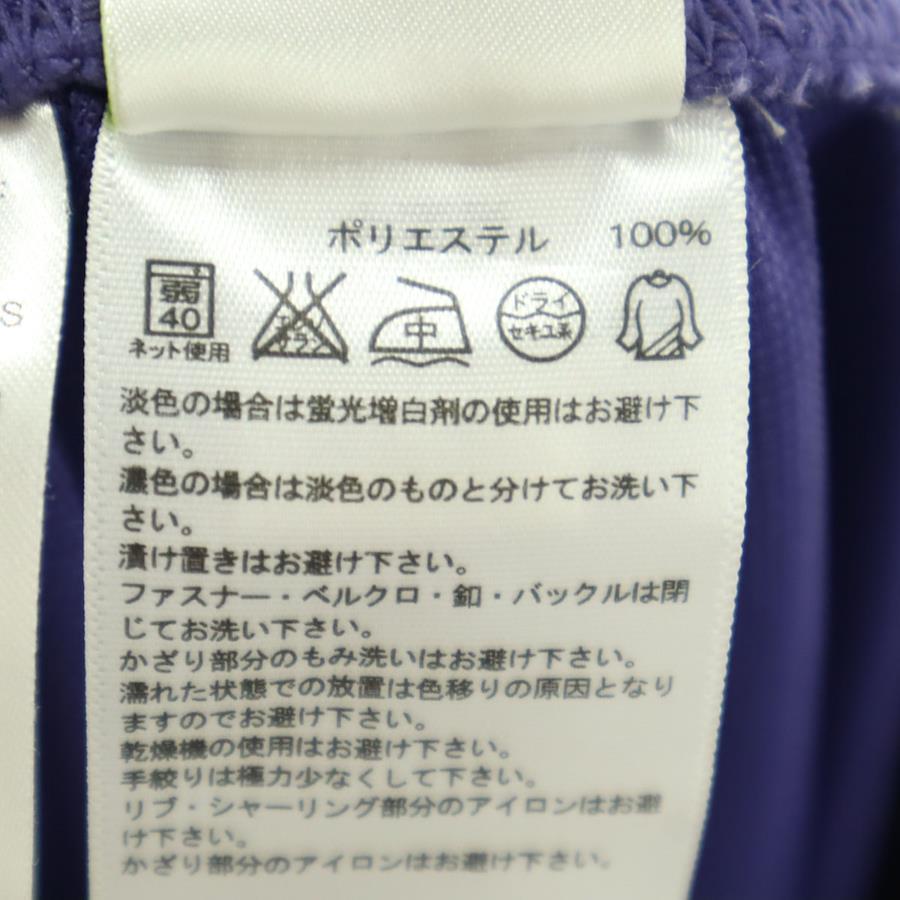 ポリエステル 100%
弱
40
ネット使用
エンソ
サラシ
中
ドライ
セキユ系
淡色の場合は蛍光増白剤の使用はお避け下
さい。
濃色の場合は淡色のものと分けてお洗い下
さい。
漬け置きはお避け下さい。
ファスナー・ベルクロ・釦・バックルは閉
じてお洗い下さい。
かざり部分のもみ洗いはお避け下さい。
濡れた状態での放置は色移りの原因となり
ますのでお避け下さい。
乾燥機の使用はお避け下さい。
手絞りは極力少なくして下さい。
リブ・シャーリング部分のアイロンはお避
け下さい。
かざり部分のアイロンはお避け下さい。
S